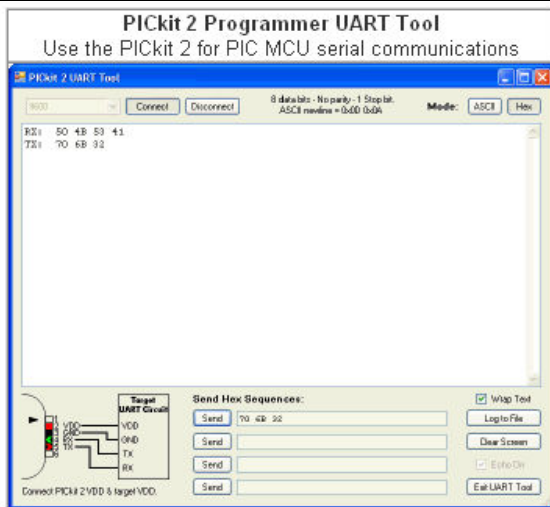 PICkit 2 Programmer UART Tool
Use the PICkit 2 for PIC MCU serial communications
PICkit 2 UART Tool
9600 Connect Disconnect 8 data bits - No parity - 1 Stop bit. Mode: ASCII Hex
ASCII newline = 0x0D 0x0A
RX: 50 4B 53 41
TX: 70 6B 32
Target
UART Circuit
VDD VDD
GND GND
RX TX
TX RX
Connect PICkit 2 VDD & target VDD.
Send Hex Sequences:
Send 70 6B 32
Send
Send
Send
Wrap Text
Log to File
Clear Screen
Echo On
Exit UART Tool